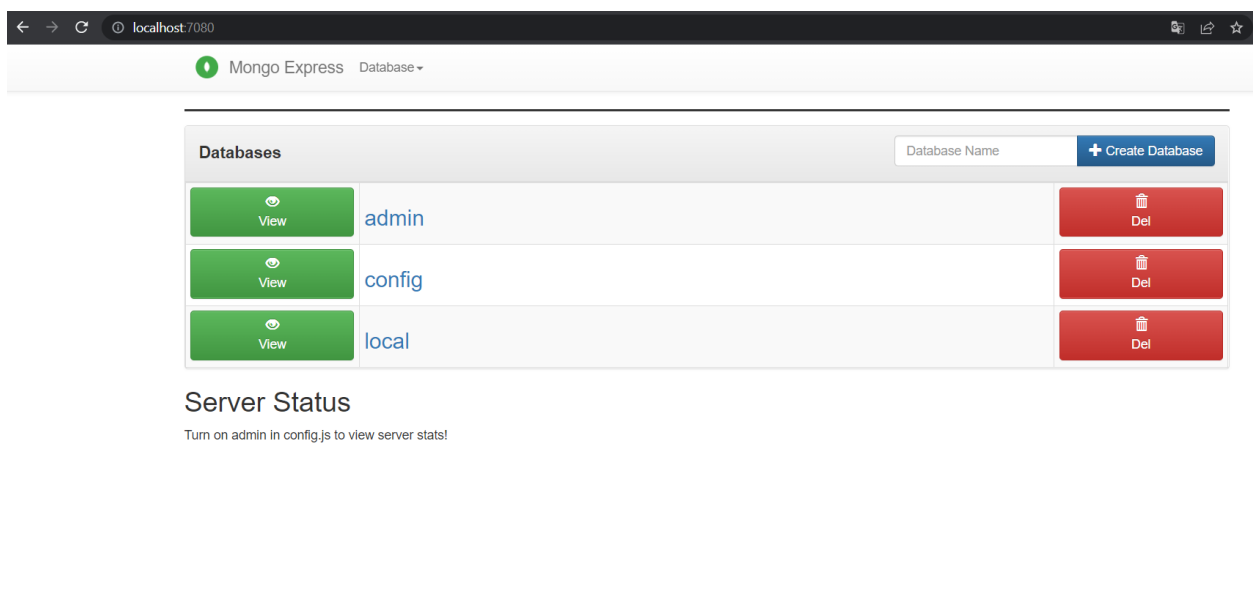 localhost:7080
Mongo Express Database
Databases
Database Name
Create Database
View
admin
Del
View
config
Del
View
local
Del
Server Status
Turn on admin in config.js to view server stats!